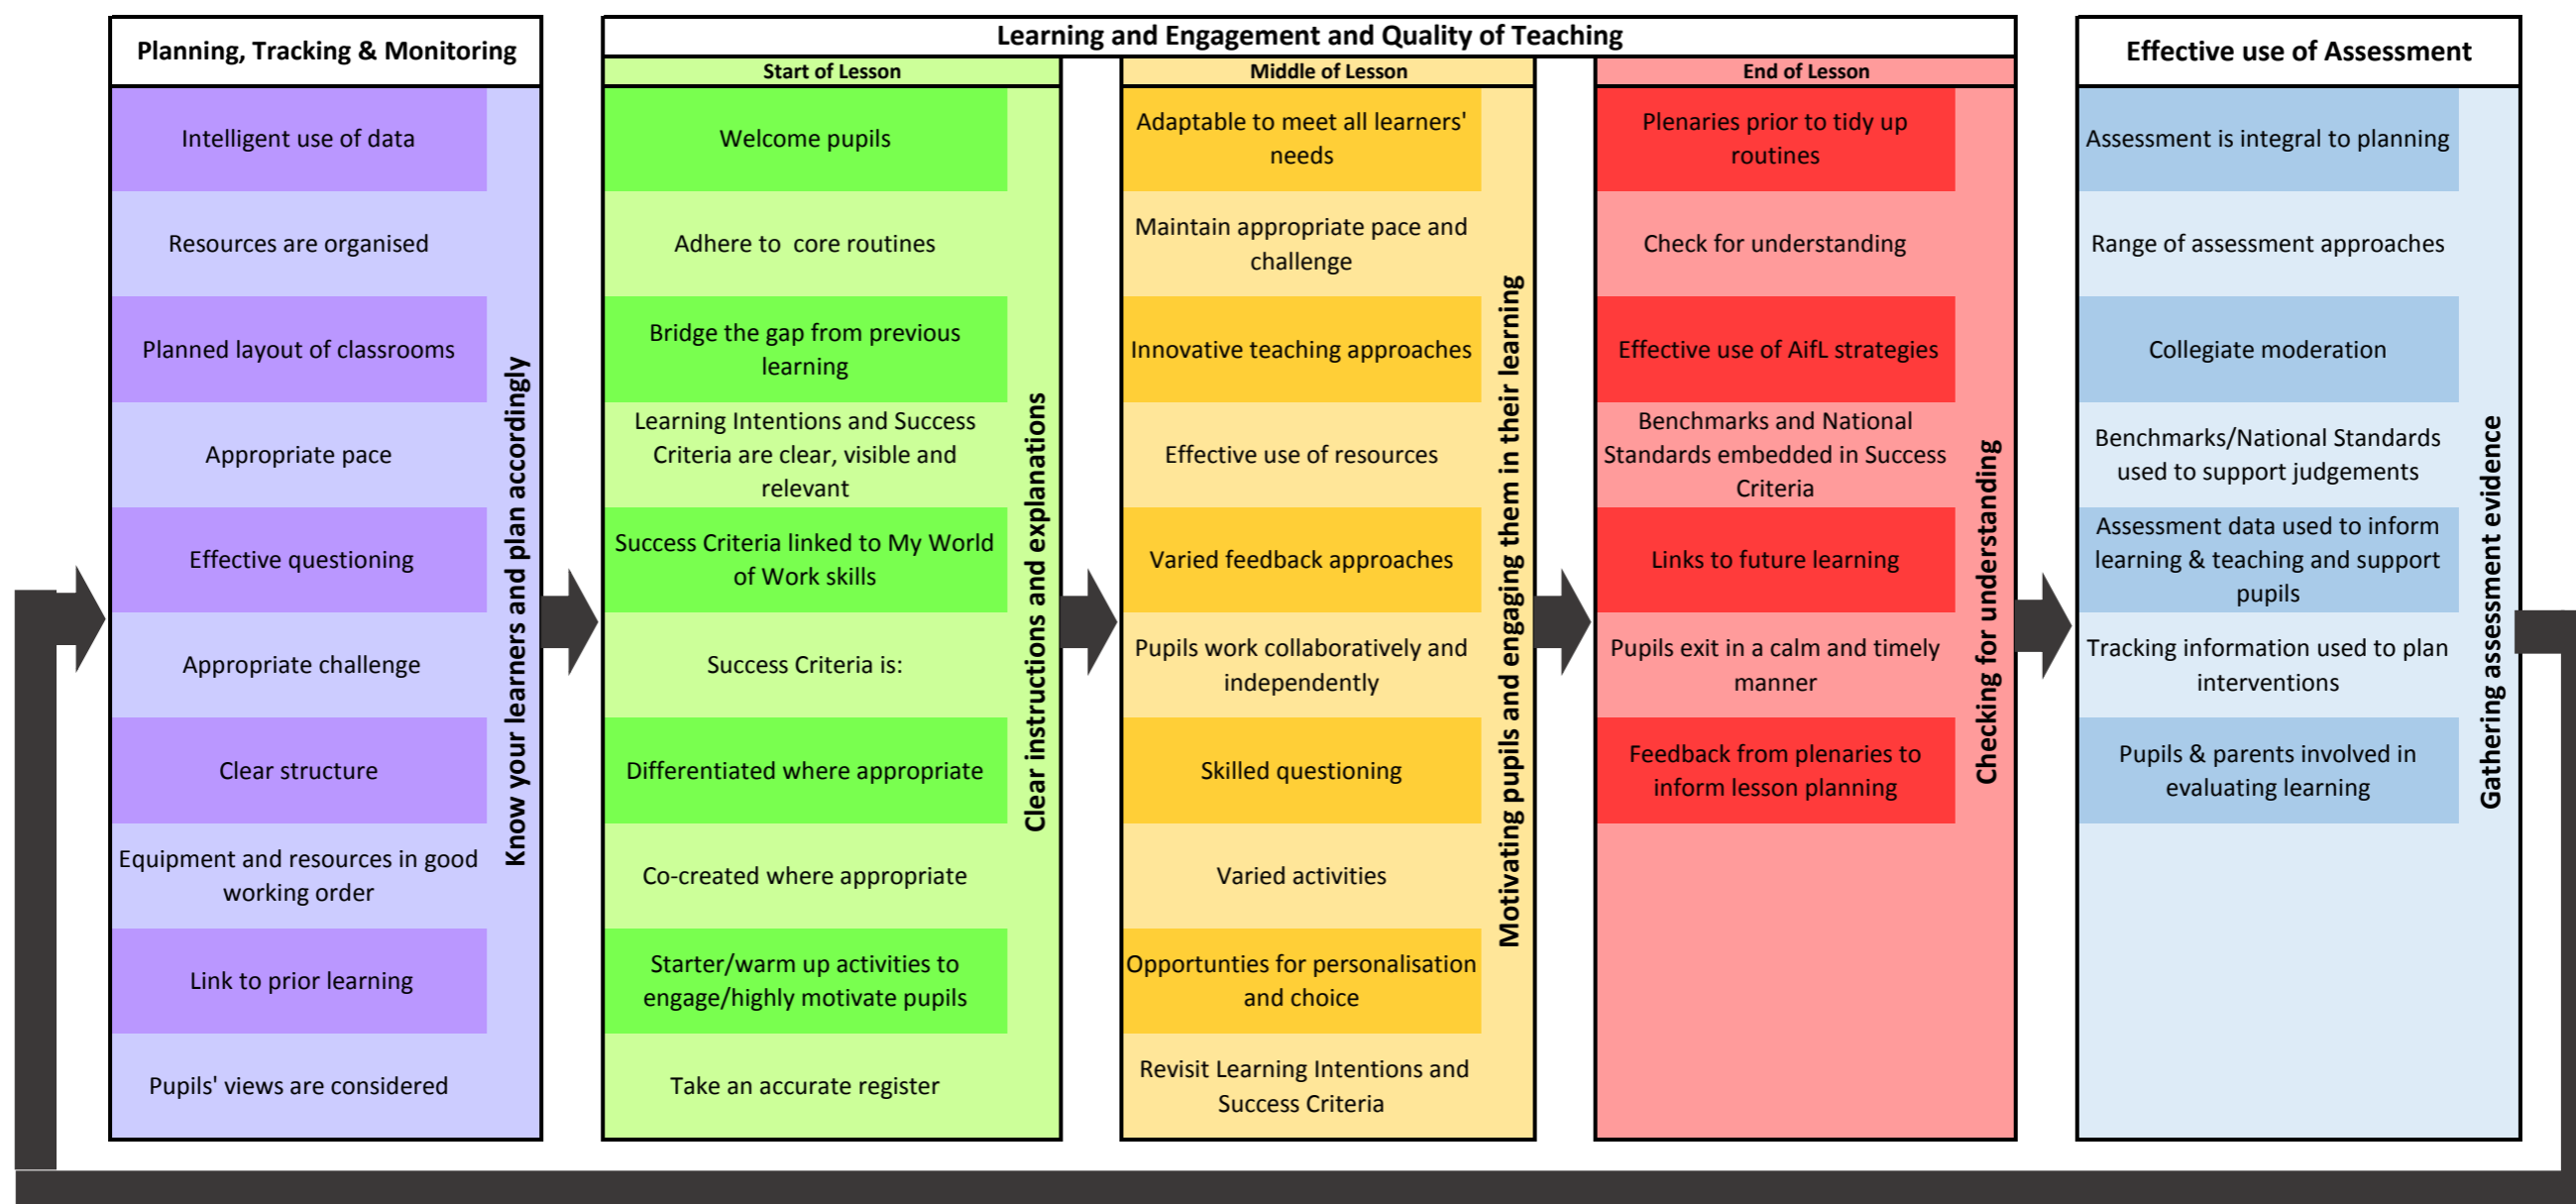 Planning, Tracking & Monitoring
Intelligent use of data
Resources are organised
Planned layout of classrooms
Appropriate pace
Effective questioning
Appropriate challenge
Clear structure
Equipment and resources in good
working order
Link to prior learning
Pupils' views are considered
Know your learners and plan accordingly
Learning and Engagement and Quality of Teaching
Start of Lesson
Welcome pupils
Adhere to core routines
Bridge the gap from previous
learning
Learning Intentions and Success
Criteria are clear, visible and
relevant
Success Criteria linked to My World
of Work skills
Success Criteria is:
Differentiated where appropriate
Co-created where appropriate
Starter/warm up activities to
engage/highly motivate pupils
Take an accurate register
Clear instructions and explanations
Middle of Lesson
Adaptable to meet all learners'
needs
Maintain appropriate pace and
challenge
Innovative teaching approaches
Effective use of resources
Varied feedback approaches
Pupils work collaboratively and
independently
Skilled questioning
Varied activities
Opportunties for personalisation
and choice
Revisit Learning Intentions and
Success Criteria
Motivating pupils and engaging them in their learning
End of Lesson
Plenaries prior to tidy up
routines
Check for understanding
Effective use of AifL strategies
Benchmarks and National
Standards embedded in Success
Criteria
Links to future learning
Pupils exit in a calm and timely
manner
Feedback from plenaries to
inform lesson planning
Checking for understanding
Effective use of Assessment
Assessment is integral to planning
Range of assessment approaches
Collegiate moderation
Benchmarks/National Standards
used to support judgements
Assessment data used to inform
learning & teaching and support
pupils
Tracking information used to plan
interventions
Pupils & parents involved in
evaluating learning
Gathering assessment evidence